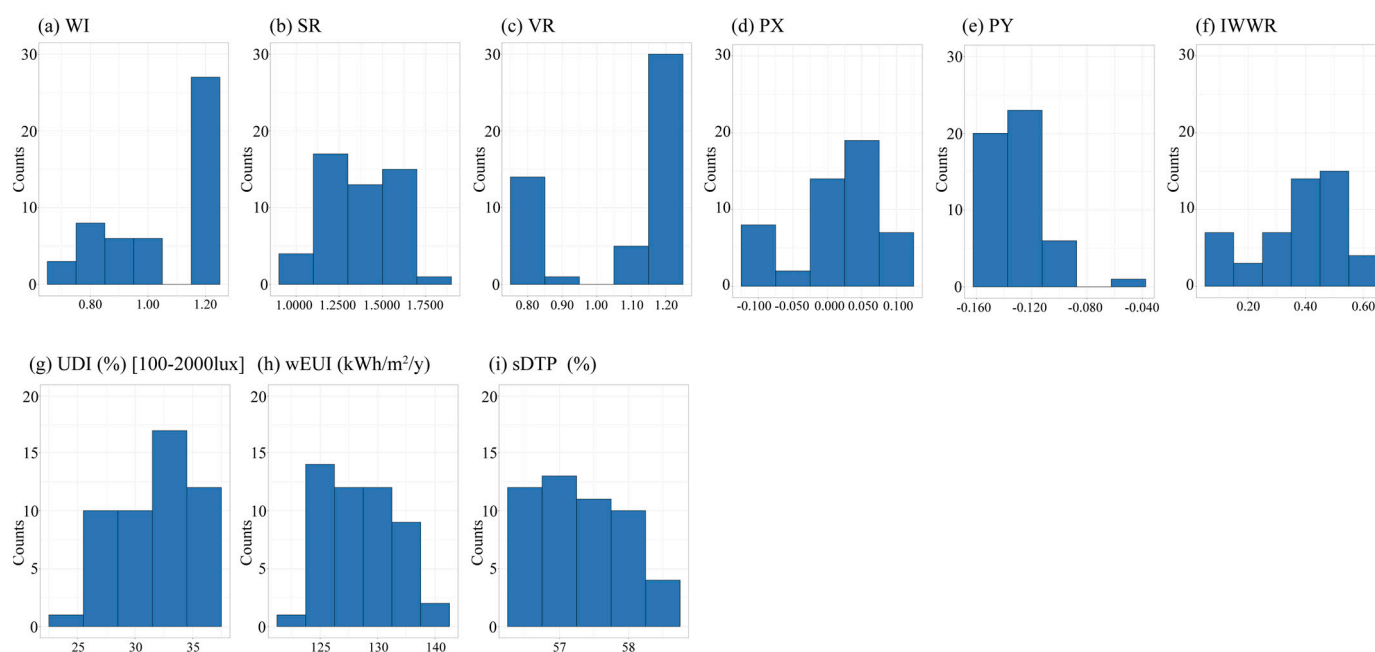 (a) WI (b) SR (c) VR (d) PX (e) PY (f) IWWR
30 30 30 30 30 30
20 20 20 20 20 20
Counts Counts Counts Counts Counts Counts
10 10 10 10 10 10
0 0 0 0 0 0
0.80 1.00 1.20 1.0000 1.2500 1.5000 1.7500 0.80 0.90 1.00 1.10 1.20 -0.100 -0.050 0.000 0.050 0.100 -0.160 -0.120 -0.080 -0.040 0.20 0.40 0.60
(g) UDI (%) [100-2000lux] (h) wEUI (kWh/m²/y) (i) sDTP (%)
20 20 20
15 15 15
Counts Counts Counts
10 10 10
5 5 5
0 0 0
25 30 35 125 130 140 57 58